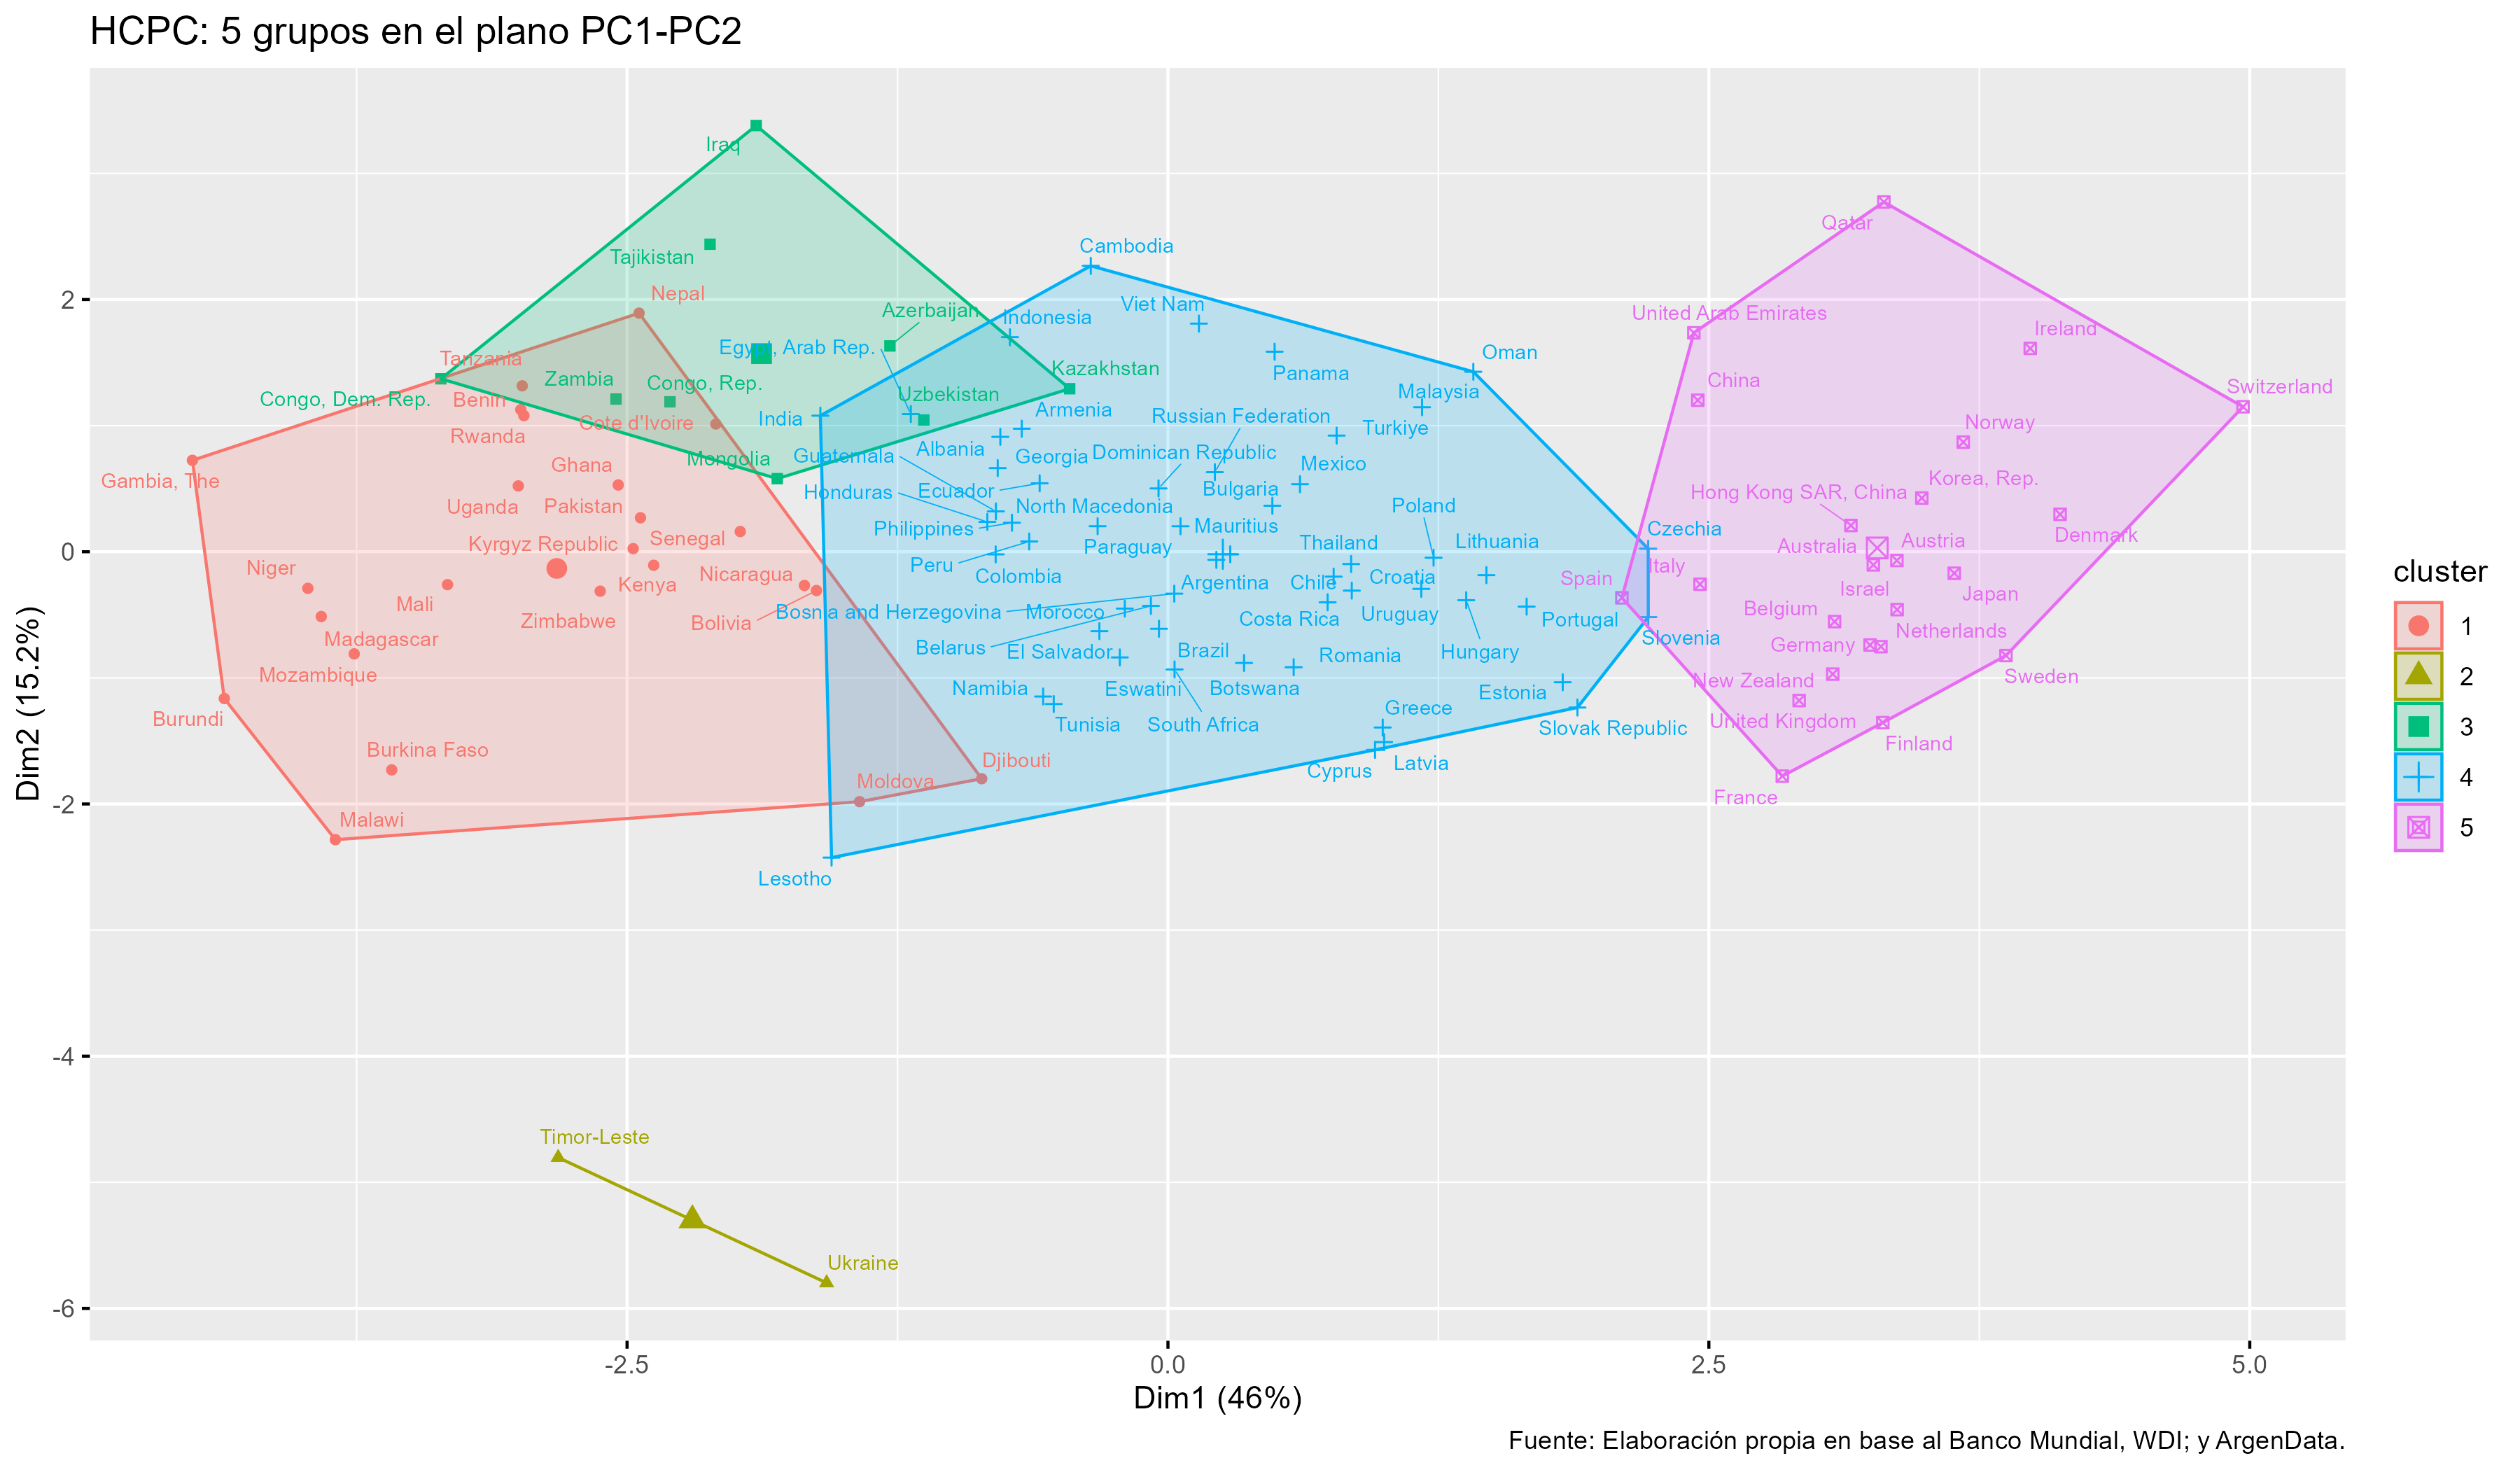 HCPC: 5 grupos en el plano PC1-PC2
Iraq
Qatar
Cambodia
Tajikistan
Nepal
Viet Nam
Azerbaijan
Indonesia
United Arab Emirates
Ireland
Egypt, Arab Rep.
Oman
Tanzania
Kazakhstan
Panama
China
Zambia
Congo, Rep.
Switzerland
Uzbekistan
Malaysia
Congo, Dem. Rep.
Benin
Armenia
Cote d'Ivoire
India
Russian Federation
Turkiye
Norway
Rwanda
Albania
Mongolia
Guatemala
Georgia
Dominican Republic
Ghana
Mexico
Korea, Rep.
Gambia, The
Honduras
Ecuador
Bulgaria
Hong Kong SAR, China
Uganda
Pakistan
North Macedonia
Poland
Philippines
Mauritius
Czechia
Denmark
Kyrgyz Republic
Senegal
Paraguay
Thailand
Lithuania
Australia
Austria
Niger
Nicaragua
Peru
Colombia
Argentina
Chile
Croatia
Spain
Italy
Kenya
Israel
Japan
Mali
Zimbabwe
Bolivia
Bosnia and Herzegovina
Morocco
Costa Rica
Uruguay
Portugal
Belgium
Madagascar
Belarus
El Salvador
Brazil
Romania
Hungary
Slovenia
Germany
Netherlands
Mozambique
Namibia
Eswatini
Botswana
Estonia
New Zealand
Sweden
Burundi
Tunisia
South Africa
Greece
Slovak Republic
United Kingdom
Finland
Burkina Faso
Djibouti
Cyprus
Latvia
Moldova
France
Malawi
Lesotho
Timor-Leste
Ukraine
2
0
-2
-4
-6
Dim2 (15.2%)
-2.5
0.0
2.5
5.0
Dim1 (46%)
cluster
1
2
3
4
5
Fuente: Elaboración propia en base al Banco Mundial, WDI; y ArgenData.